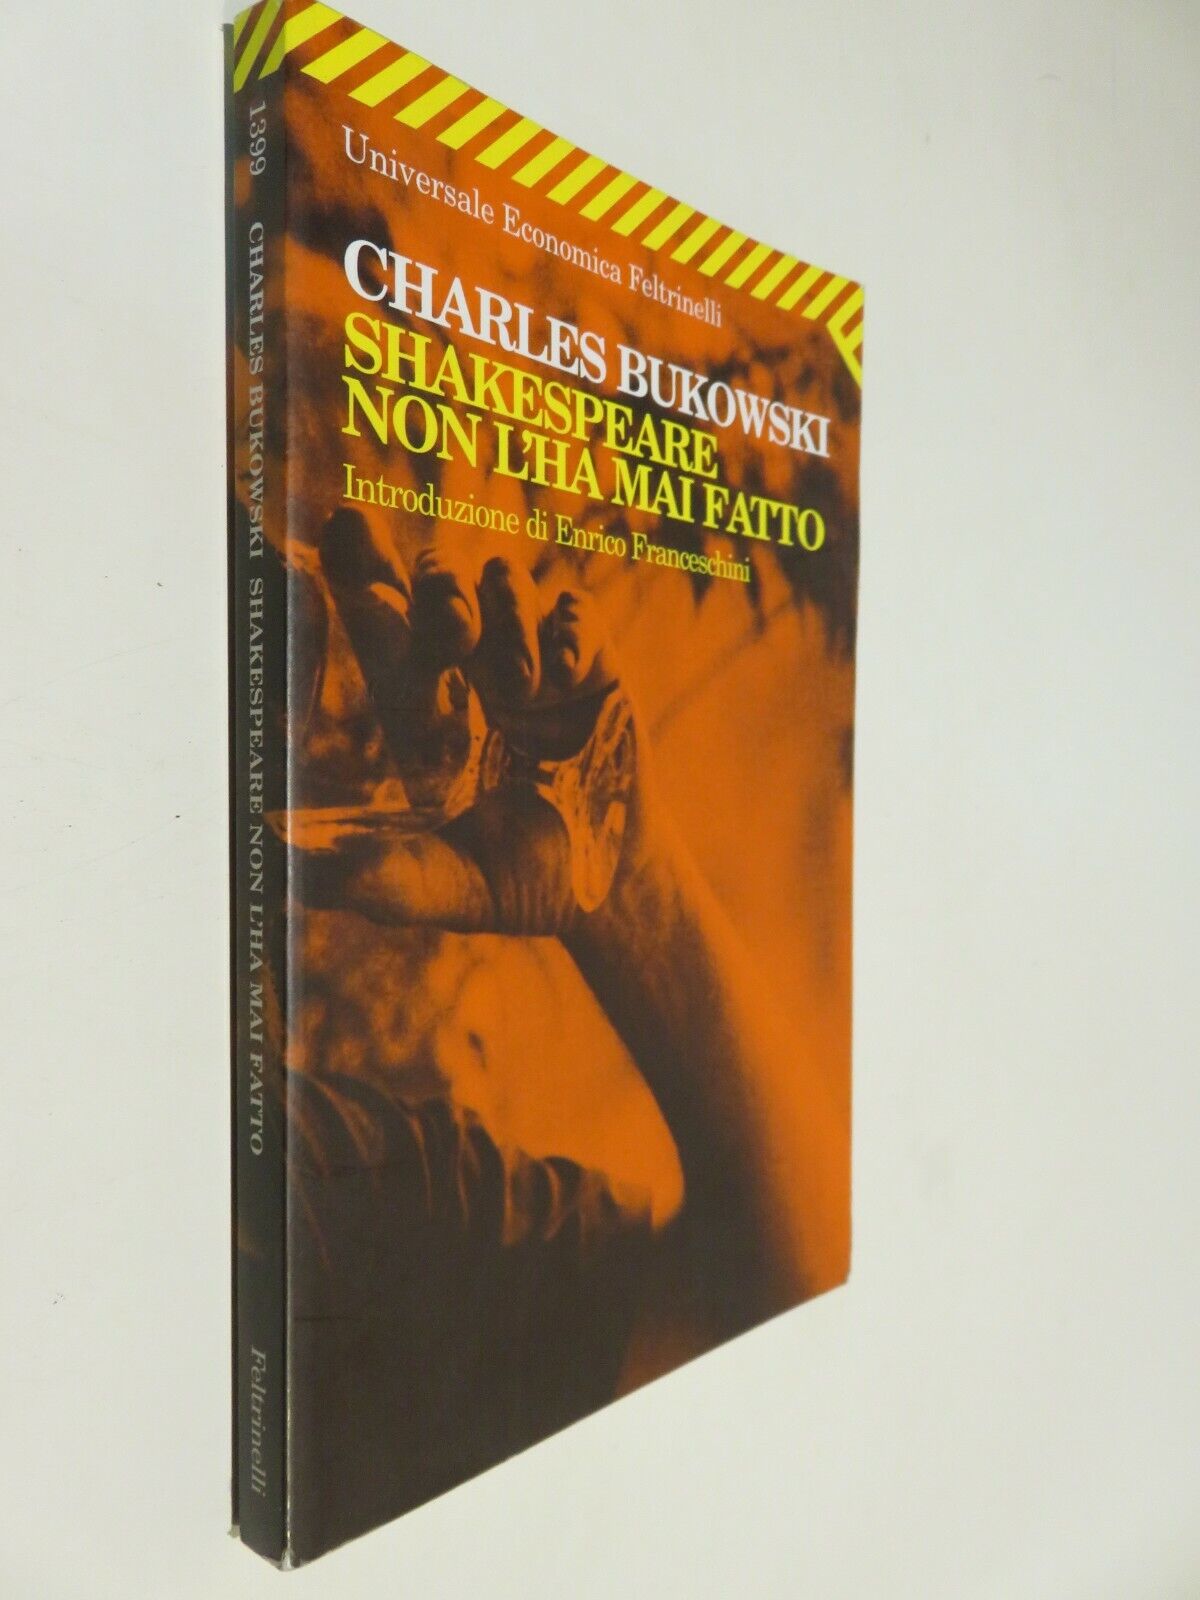 Universale Economica Feltrinelli
CHARLES BUKOWSKI
SHAKESPEARE
NON L'HA MAI FATTO
Introduzione di Enrico Franceschini
1399 CHARLES BUKOWSKI SHAKESPEARE NON L'HA MAI FATTO Feltrinelli